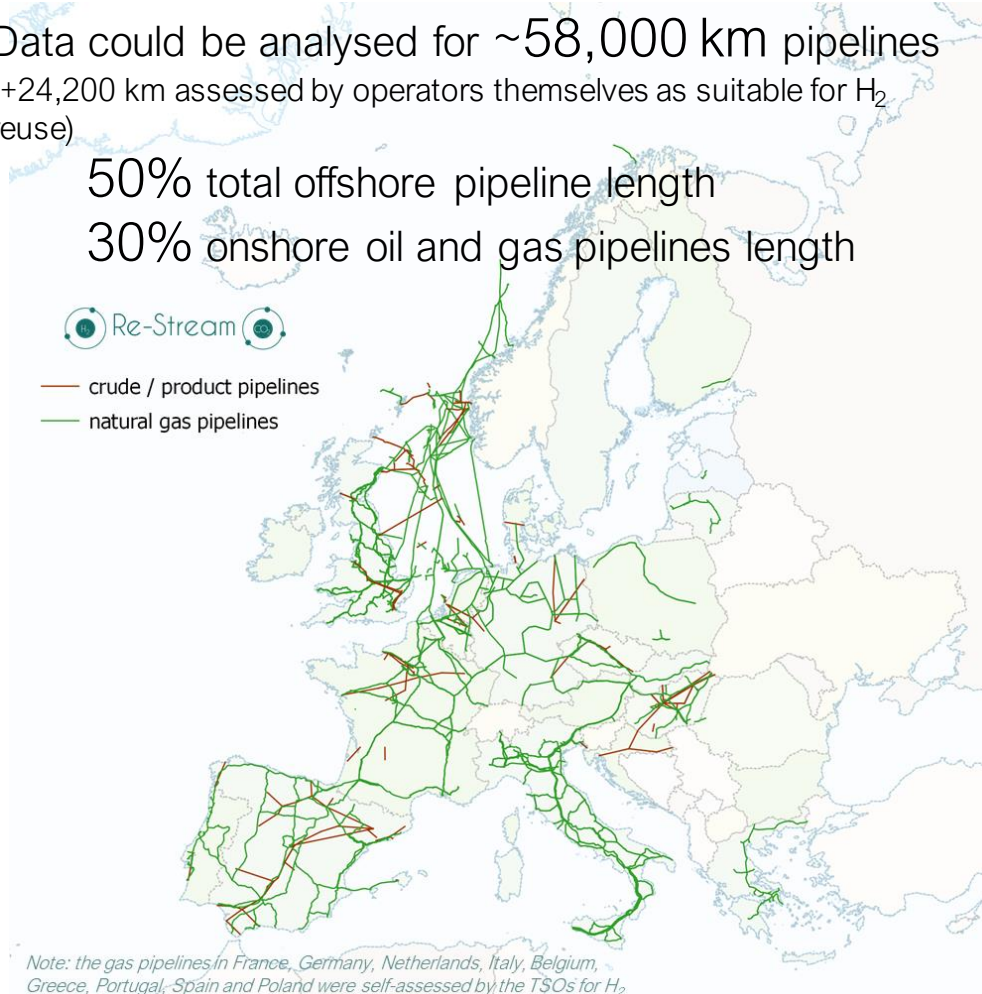 Data could be analysed for ~58,000 km pipelines
+24,200 km assessed by operators themselves as suitable for H₂
euse)
50% total offshore pipeline length
30% onshore oil and gas pipelines length
H₂ Re-Stream CO₂
crude / product pipelines
natural gas pipelines
Note: the gas pipelines in France, Germany, Netherlands, Italy, Belgium,
Greece, Portugal, Spain and Poland were self-assessed by the TSOs for H₂